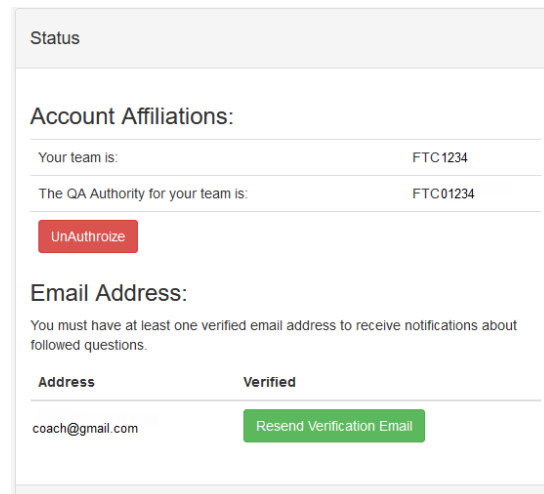 Status
Account Affiliations:
Your team is: FTC1234
The QA Authority for your team is: FTC01234
UnAuthroize
Email Address:
You must have at least one verified email address to receive notifications about
followed questions.
Address Verified
coach@gmail.com Resend Verification Email